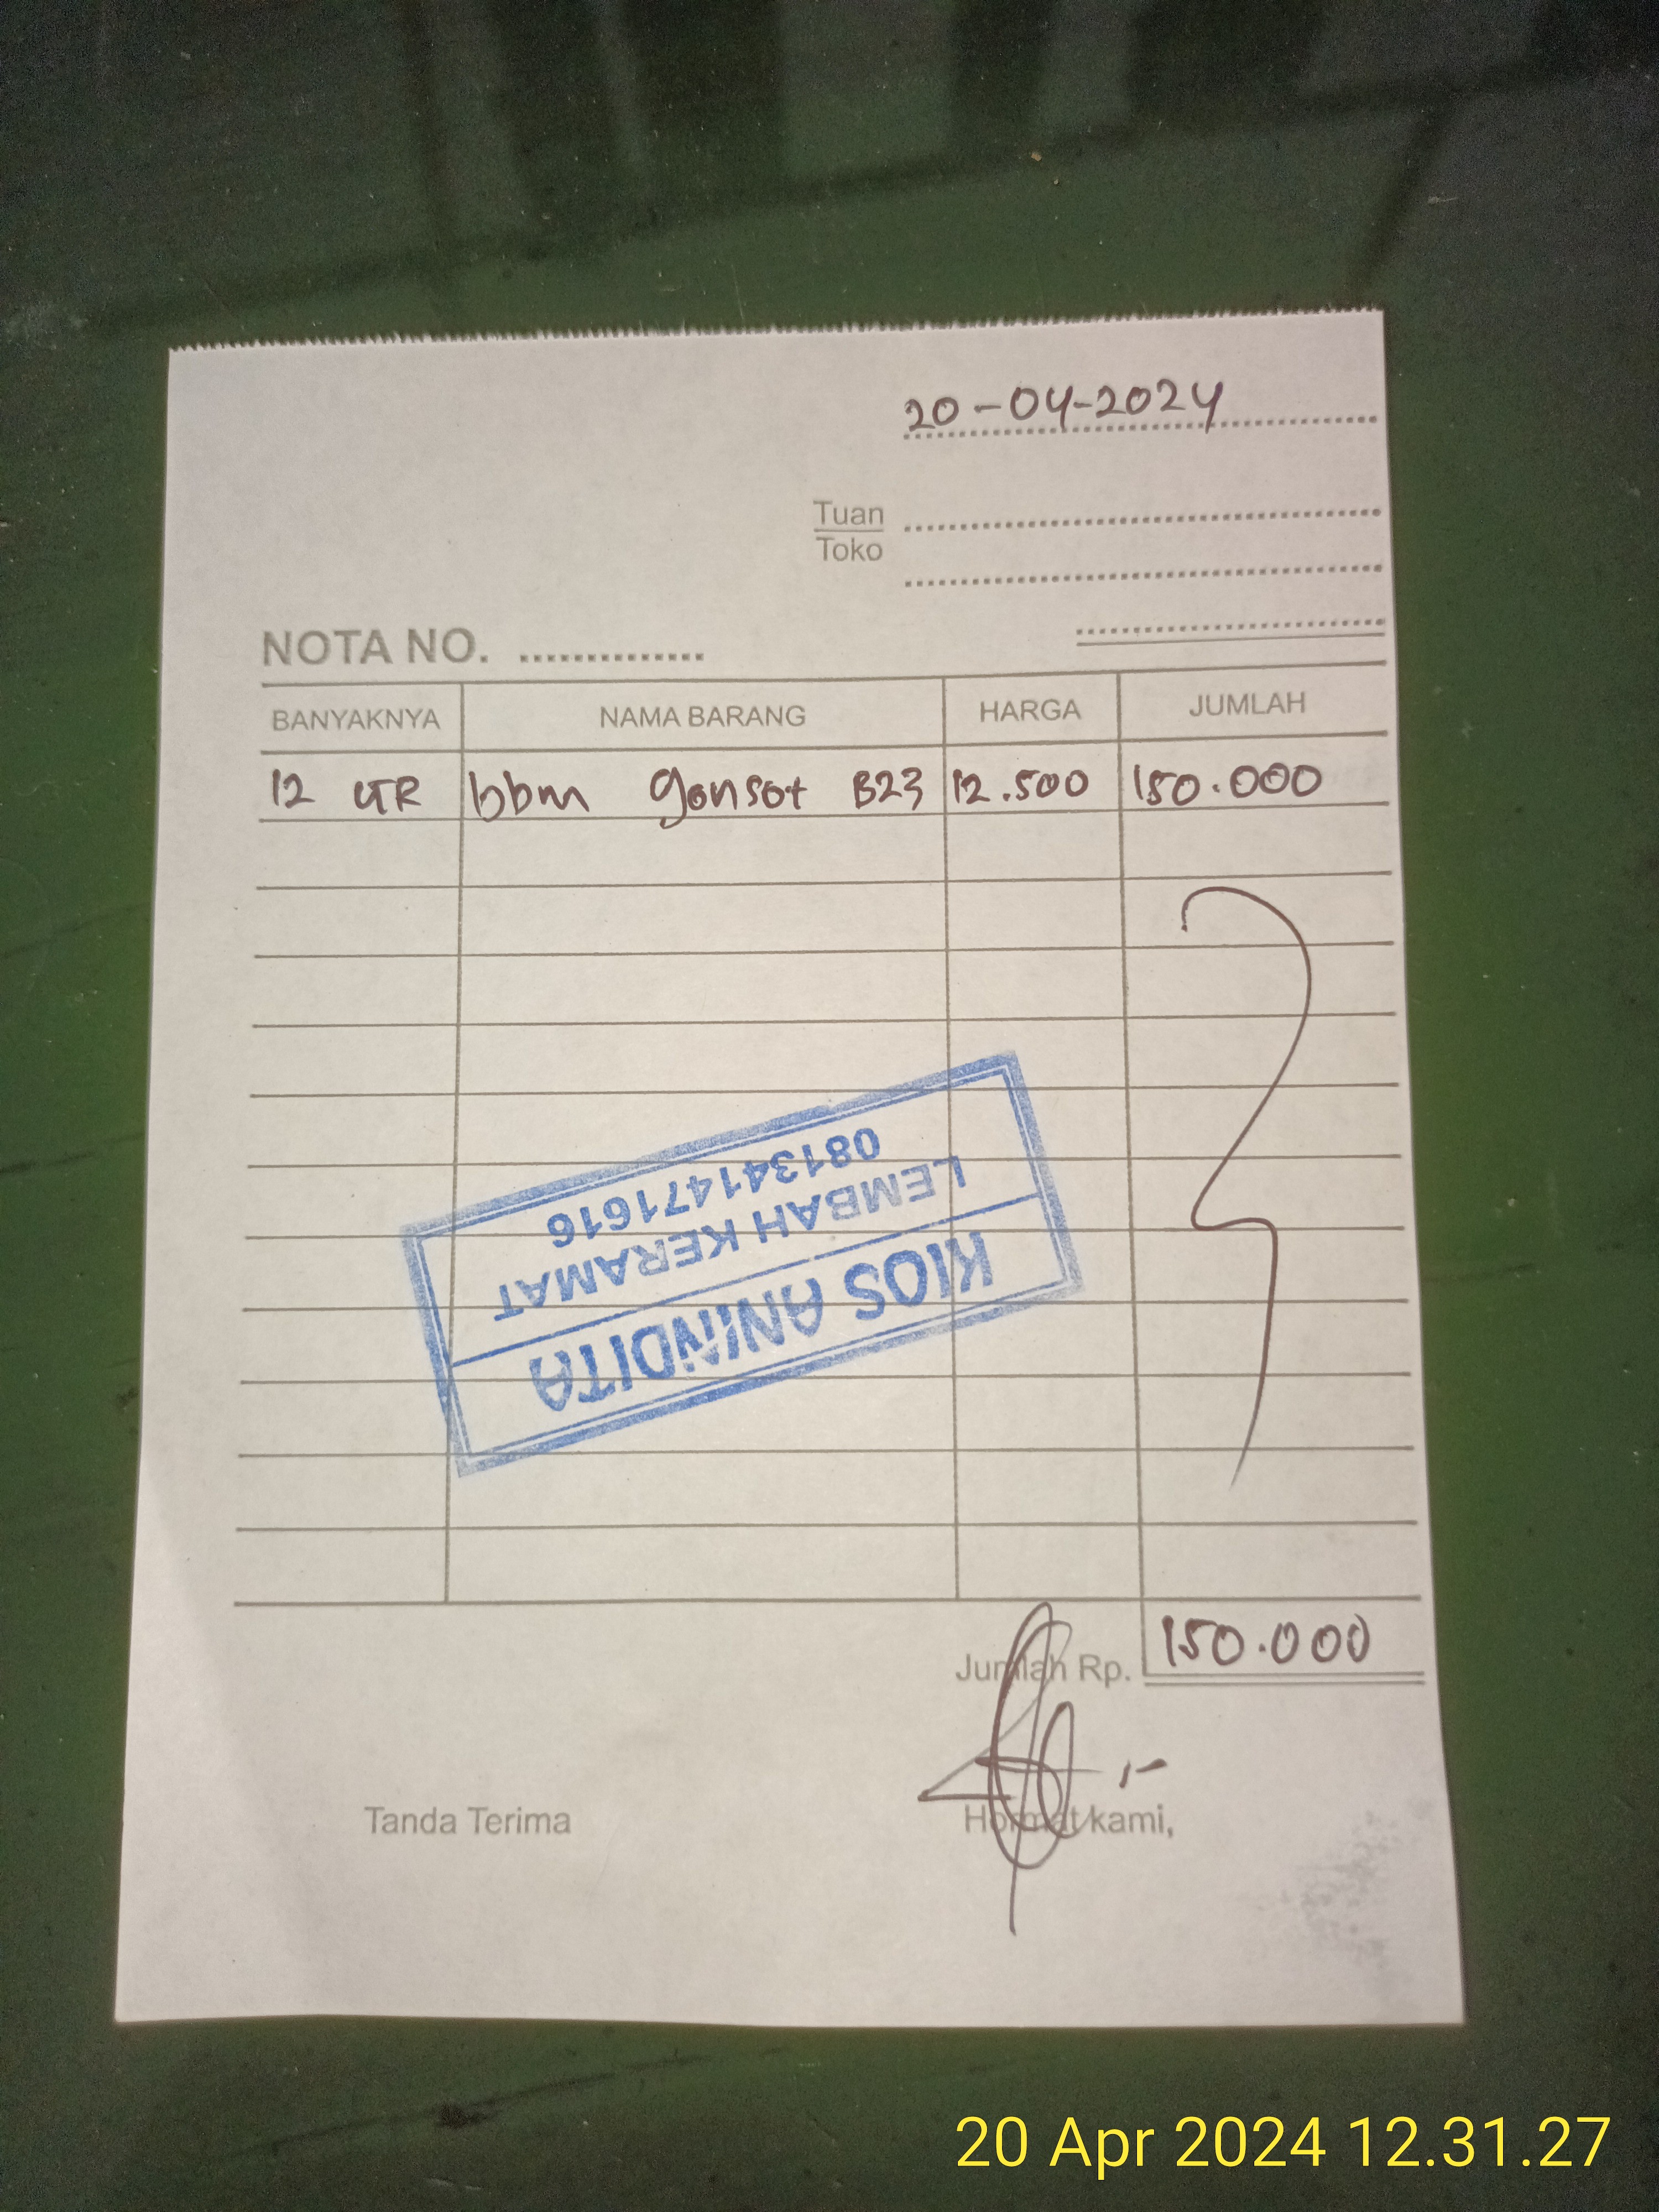 20-04-2024
Tuan
Toko
NOTA NO. ..............
BANYAKNYA NAMA BARANG HARGA JUMLAH
12 LTR bbm gensot B23 12.500 150.000
KIOS ANINDITA
LEMBAH KERAMAT
081341471616
Jumlah Rp. 150.000
Tanda Terima Hormat kami,
20 Apr 2024 12.31.27